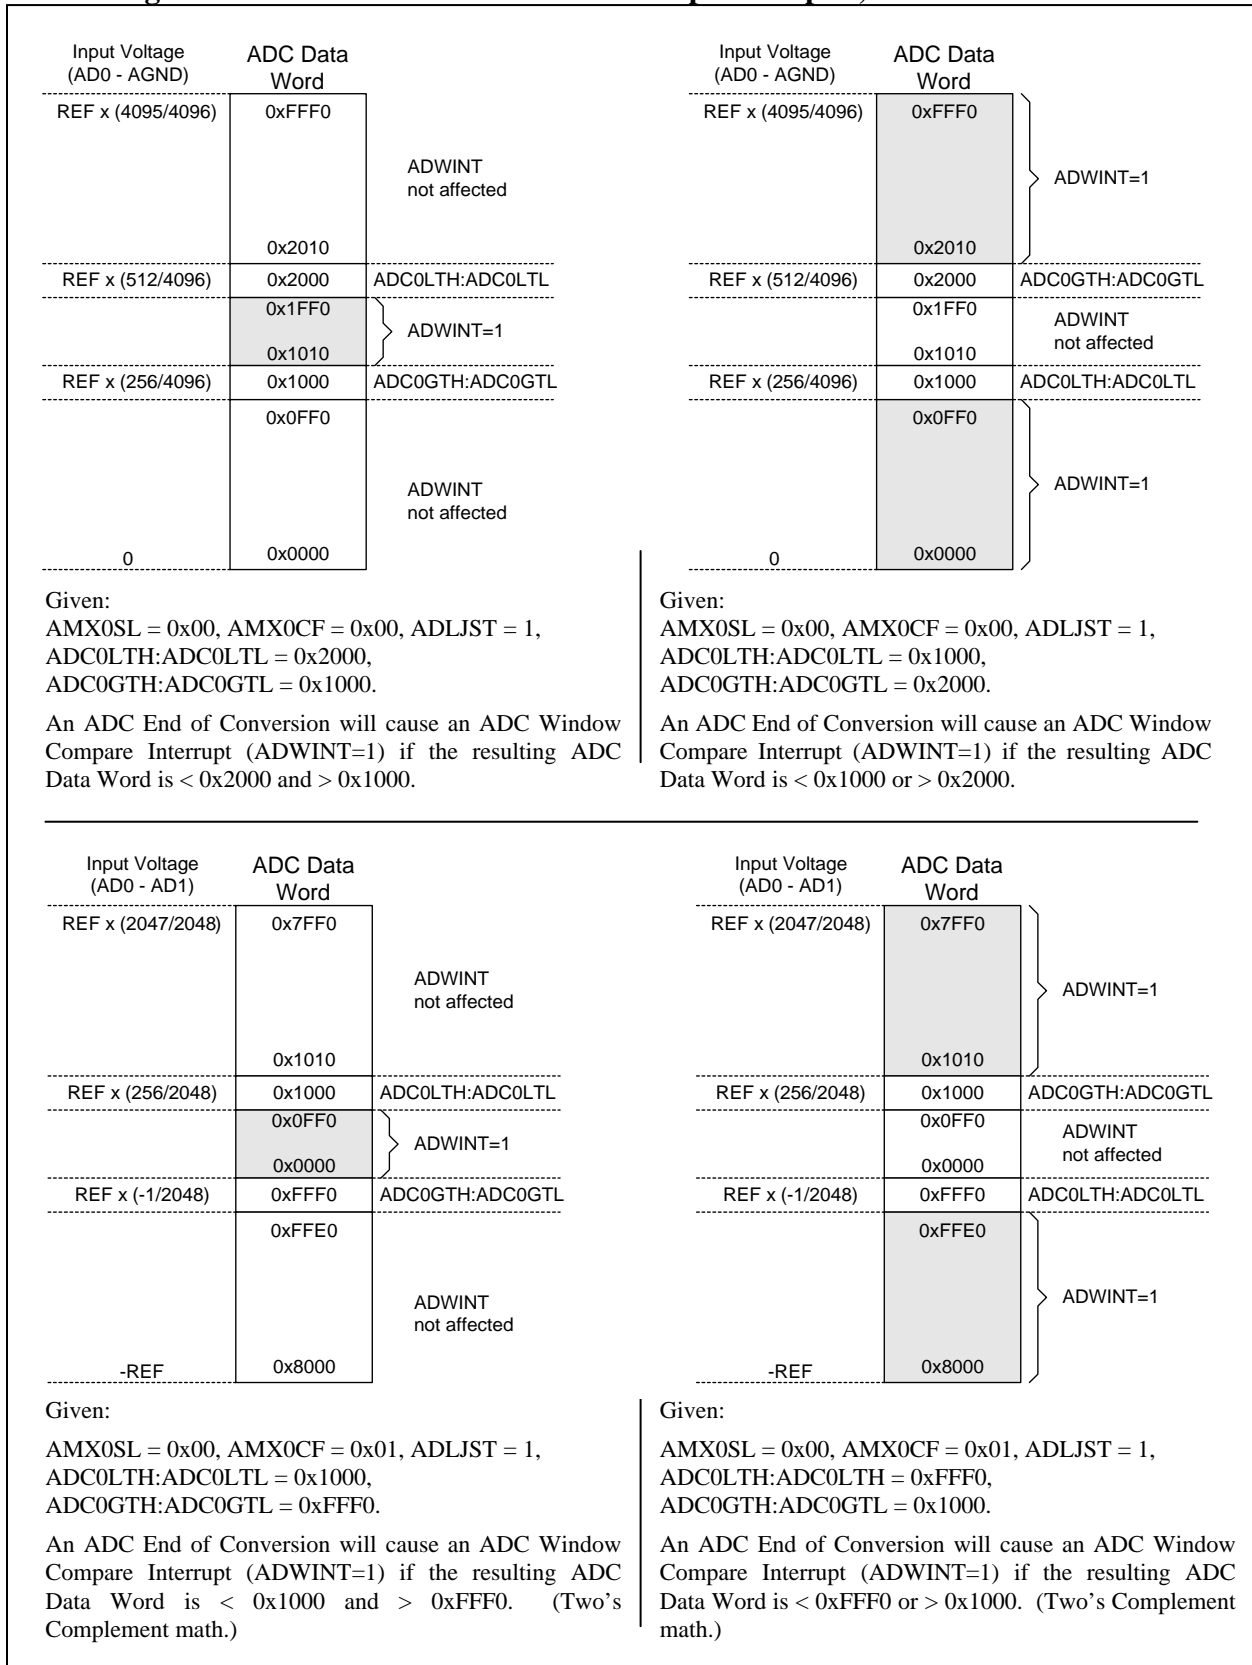 Input Voltage
(AD0 - AGND)
ADC Data
Word
REF x (4095/4096)
0xFFF0
ADWINT
not affected
0x2010
REF x (512/4096)
0x2000
ADC0LTH:ADC0LTL
0x1FF0
ADWINT=1
0x1010
REF x (256/4096)
0x1000
ADC0GTH:ADC0GTL
0x0FF0
ADWINT
not affected
0
0x0000
Given:
AMX0SL = 0x00, AMX0CF = 0x00, ADLJST = 1,
ADC0LTH:ADC0LTL = 0x2000,
ADC0GTH:ADC0GTL = 0x1000.
An ADC End of Conversion will cause an ADC Window
Compare Interrupt (ADWINT=1) if the resulting ADC
Data Word is < 0x2000 and > 0x1000.
Input Voltage
(AD0 - AGND)
ADC Data
Word
REF x (4095/4096)
0xFFF0
ADWINT=1
0x2010
REF x (512/4096)
0x2000
ADC0GTH:ADC0GTL
0x1FF0
ADWINT
not affected
0x1010
REF x (256/4096)
0x1000
ADC0LTH:ADC0LTL
0x0FF0
ADWINT=1
0
0x0000
Given:
AMX0SL = 0x00, AMX0CF = 0x00, ADLJST = 1,
ADC0LTH:ADC0LTL = 0x1000,
ADC0GTH:ADC0GTL = 0x2000.
An ADC End of Conversion will cause an ADC Window
Compare Interrupt (ADWINT=1) if the resulting ADC
Data Word is < 0x1000 or > 0x2000.
Input Voltage
(AD0 - AD1)
ADC Data
Word
REF x (2047/2048)
0x7FF0
ADWINT
not affected
0x1010
REF x (256/2048)
0x1000
ADC0LTH:ADC0LTL
0x0FF0
ADWINT=1
0x0000
REF x (-1/2048)
0xFFF0
ADC0GTH:ADC0GTL
0xFFE0
ADWINT
not affected
-REF
0x8000
Given:
AMX0SL = 0x00, AMX0CF = 0x01, ADLJST = 1,
ADC0LTH:ADC0LTL = 0x1000,
ADC0GTH:ADC0GTL = 0xFFF0.
An ADC End of Conversion will cause an ADC Window
Compare Interrupt (ADWINT=1) if the resulting ADC
Data Word is < 0x1000 and > 0xFFF0. (Two's
Complement math.)
Input Voltage
(AD0 - AD1)
ADC Data
Word
REF x (2047/2048)
0x7FF0
ADWINT=1
0x1010
REF x (256/2048)
0x1000
ADC0GTH:ADC0GTL
0x0FF0
ADWINT
not affected
0x0000
REF x (-1/2048)
0xFFF0
ADC0LTH:ADC0LTL
0xFFE0
ADWINT=1
-REF
0x8000
Given:
AMX0SL = 0x00, AMX0CF = 0x01, ADLJST = 1,
ADC0LTH:ADC0LTH = 0xFFF0,
ADC0GTH:ADC0GTL = 0x1000.
An ADC End of Conversion will cause an ADC Window
Compare Interrupt (ADWINT=1) if the resulting ADC
Data Word is < 0xFFF0 or > 0x1000. (Two's Complement
math.)